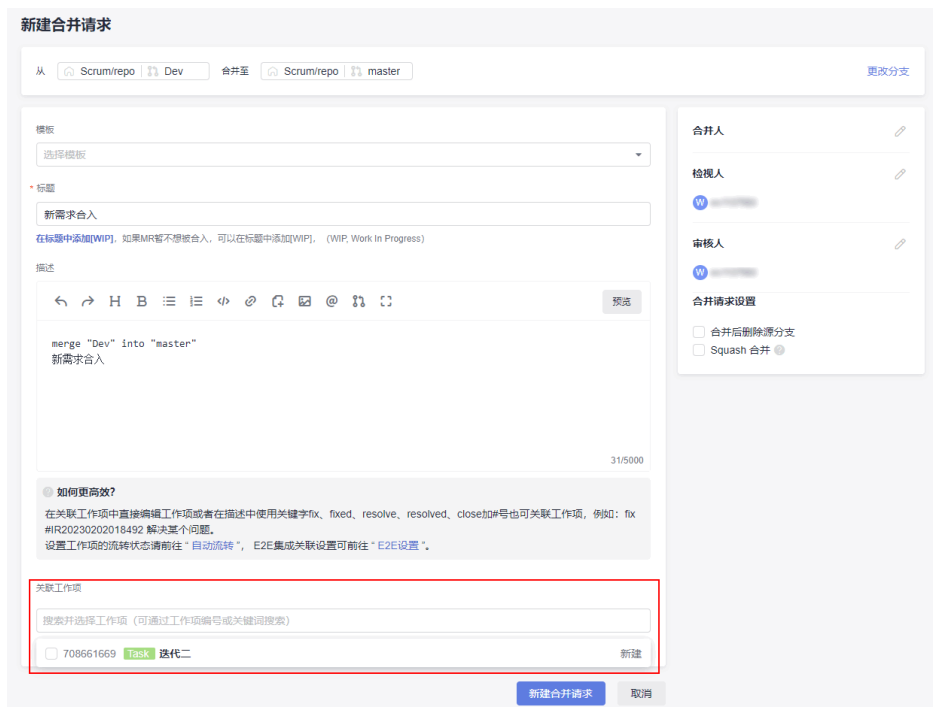 新建合并请求
从 Scrum/repo Dev 合并至 Scrum/repo master 更改分支
模板
选择模板
* 标题
新需求合入
在标题中添加[WIP]，如果MR暂不想被合入，可以在标题中添加[WIP]，（WIP, Work In Progress）
描述
预览
merge "Dev" into "master"
新需求合入
31/5000
如何更高效?
在关联工作项中直接编辑工作项或者在描述中使用关键字fix、fixed、resolve、resolved、close加#号也可关联工作项，例如：fix
#IR20230202018492 解决某个问题。
设置工作项的流转状态请前往 “ 自动流转 ”， E2E集成关联设置可前往 “ E2E设置 ”。
关联工作项
搜索并选择工作项（可通过工作项编号或关键词搜索）
708661669 Task 迭代二 新建
新建合并请求 取消
合并人
检视人
W
审核人
W
合并请求设置
合并后删除源分支
Squash 合并